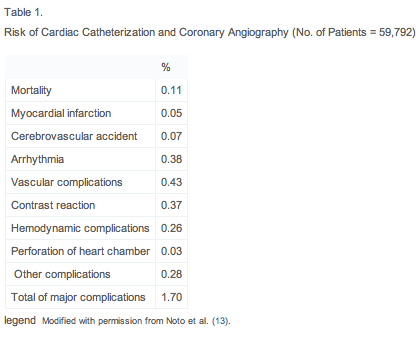 Table 1.
Risk of Cardiac Catheterization and Coronary Angiography (No. of Patients = 59,792)
%
Mortality 0.11
Myocardial infarction 0.05
Cerebrovascular accident 0.07
Arrhythmia 0.38
Vascular complications 0.43
Contrast reaction 0.37
Hemodynamic complications 0.26
Perforation of heart chamber 0.03
Other complications 0.28
Total of major complications 1.70
legend Modified with permission from Noto et al. (13).